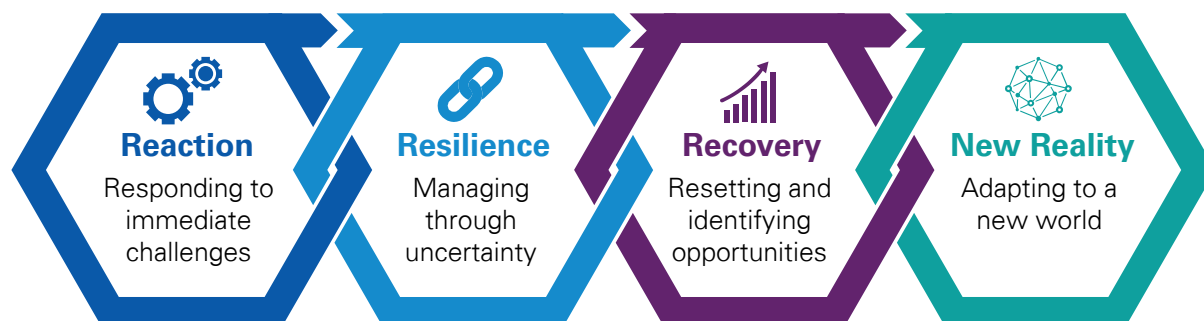 Reaction
Responding to
immediate
challenges
Resilience
Managing
through
uncertainty
Recovery
Resetting and
identifying
opportunities
New Reality
Adapting to a
new world